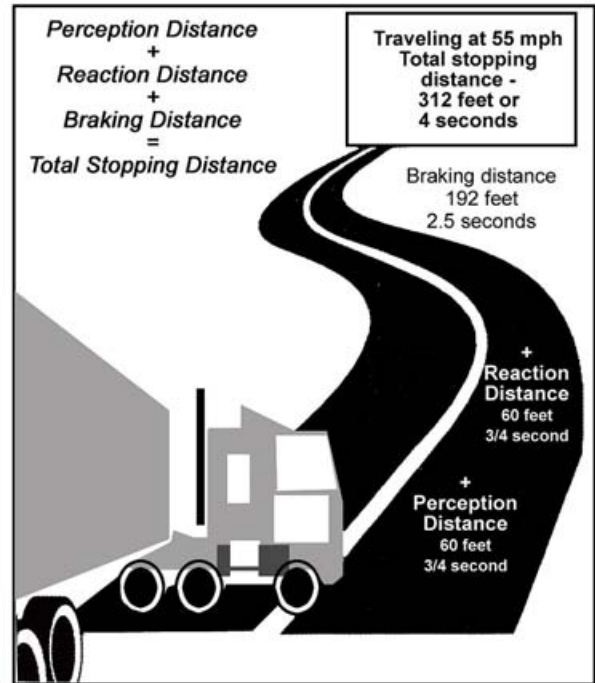 Perception Distance
+
Reaction Distance
+
Braking Distance
=
Total Stopping Distance
Traveling at 55 mph
Total stopping
distance -
312 feet or
4 seconds
Braking distance
192 feet
2.5 seconds
+
Reaction
Distance
60 feet
3/4 second
+
Perception
Distance
60 feet
3/4 second